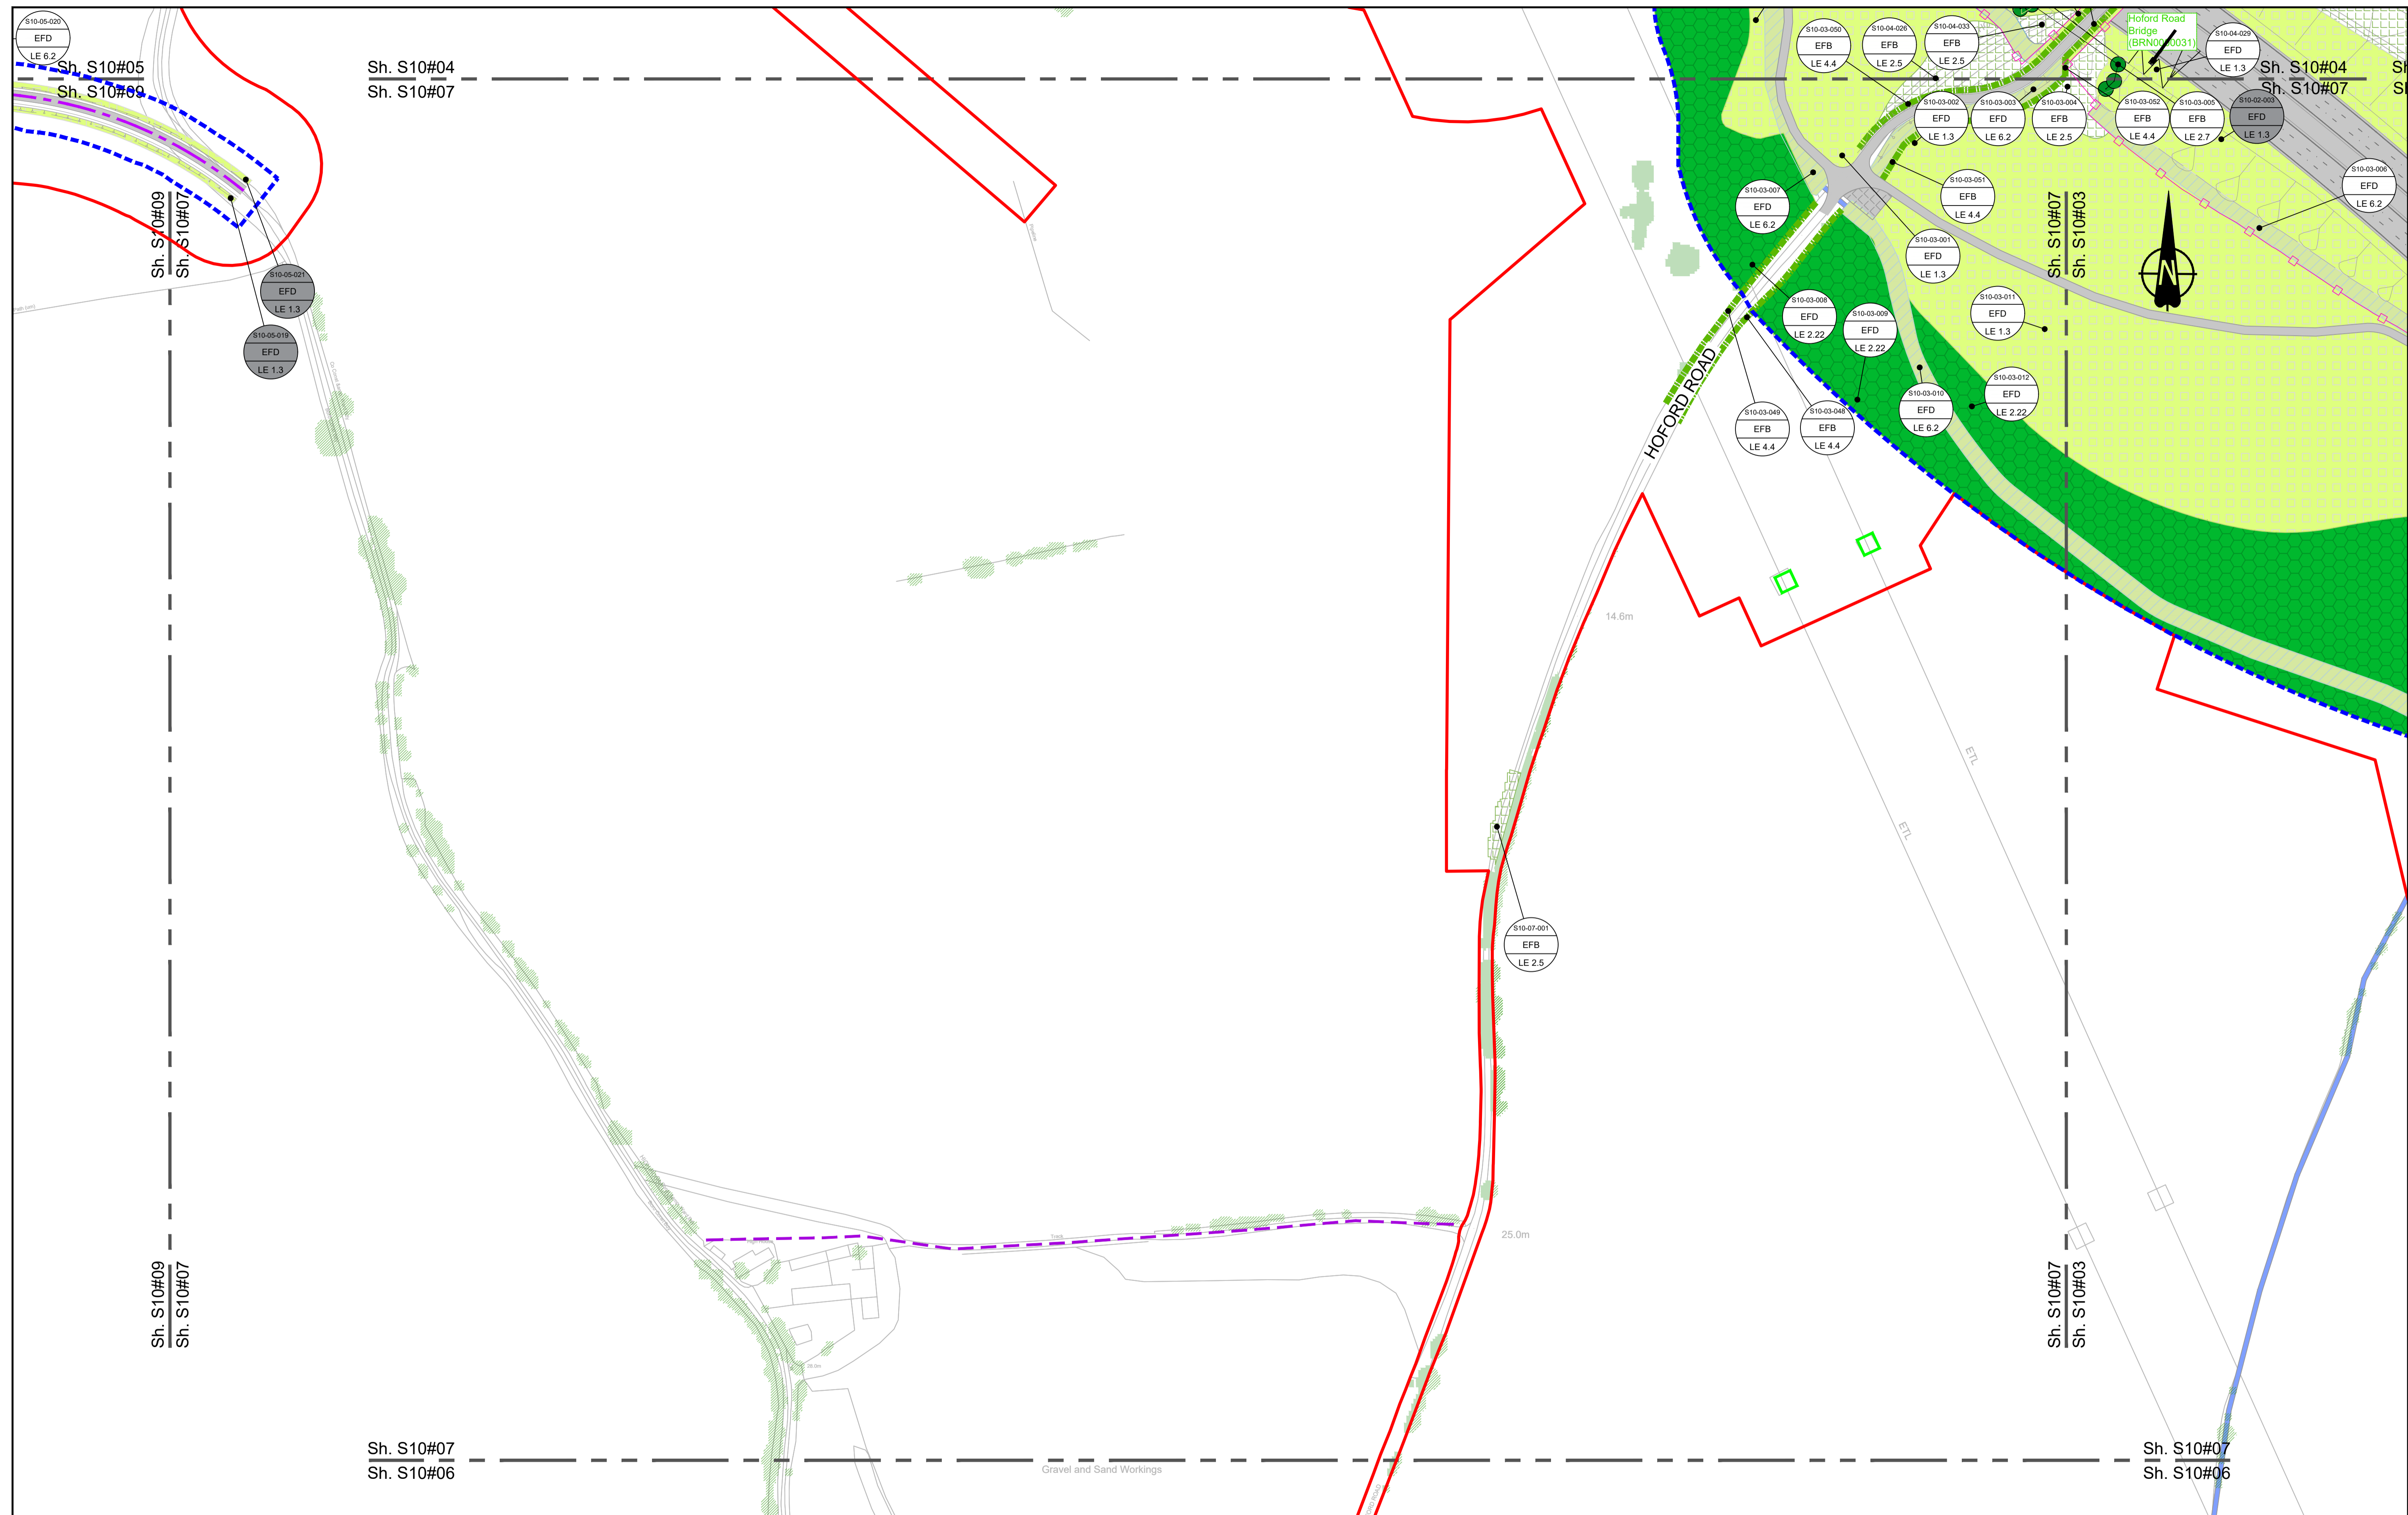 S10-05-020
EFD
LE 6.2
Sh. S10#05
Sh. S10#09
Sh. S10#04
Sh. S10#07
S10-03-050
EFB
LE 4.4
S10-04-026
EFB
LE 2.5
S10-04-033
EFB
LE 2.5
Hoford Road
Bridge
S10-04-029
EFD
LE 1.3
Sh. S10#04
Sh. S10#07
S10-03-002
EFD
LE 1.3
S10-03-003
EFD
LE 6.2
S10-03-004
EFB
LE 2.5
S10-03-052
EFB
LE 4.4
S10-03-005
EFB
LE 2.7
S10-02-003
EFD
LE 1.3
S10-03-006
EFD
LE 6.2
S10-03-007
EFD
LE 6.2
S10-03-051
EFB
LE 4.4
S10-03-001
EFD
LE 1.3
Sh. S10#09
Sh. S10#07
Sh. S10#07
Sh. S10#03
N
S10-05-021
EFD
LE 1.3
S10-05-019
EFD
LE 1.3
S10-03-008
EFD
LE 2.22
S10-03-009
EFD
LE 2.22
S10-03-011
EFD
LE 1.3
S10-03-010
EFD
LE 6.2
S10-03-012
EFD
LE 2.22
S10-03-049
EFB
LE 4.4
S10-03-048
EFB
LE 4.4
HOFORD ROAD
14.6m
ETL
ETL
S10-07-001
EFB
LE 2.5
Track
25.0m
Sh. S10#09
Sh. S10#07
Sh. S10#07
Sh. S10#03
Sh. S10#07
Sh. S10#06
Gravel and Sand Workings
Sh. S10#07
Sh. S10#06